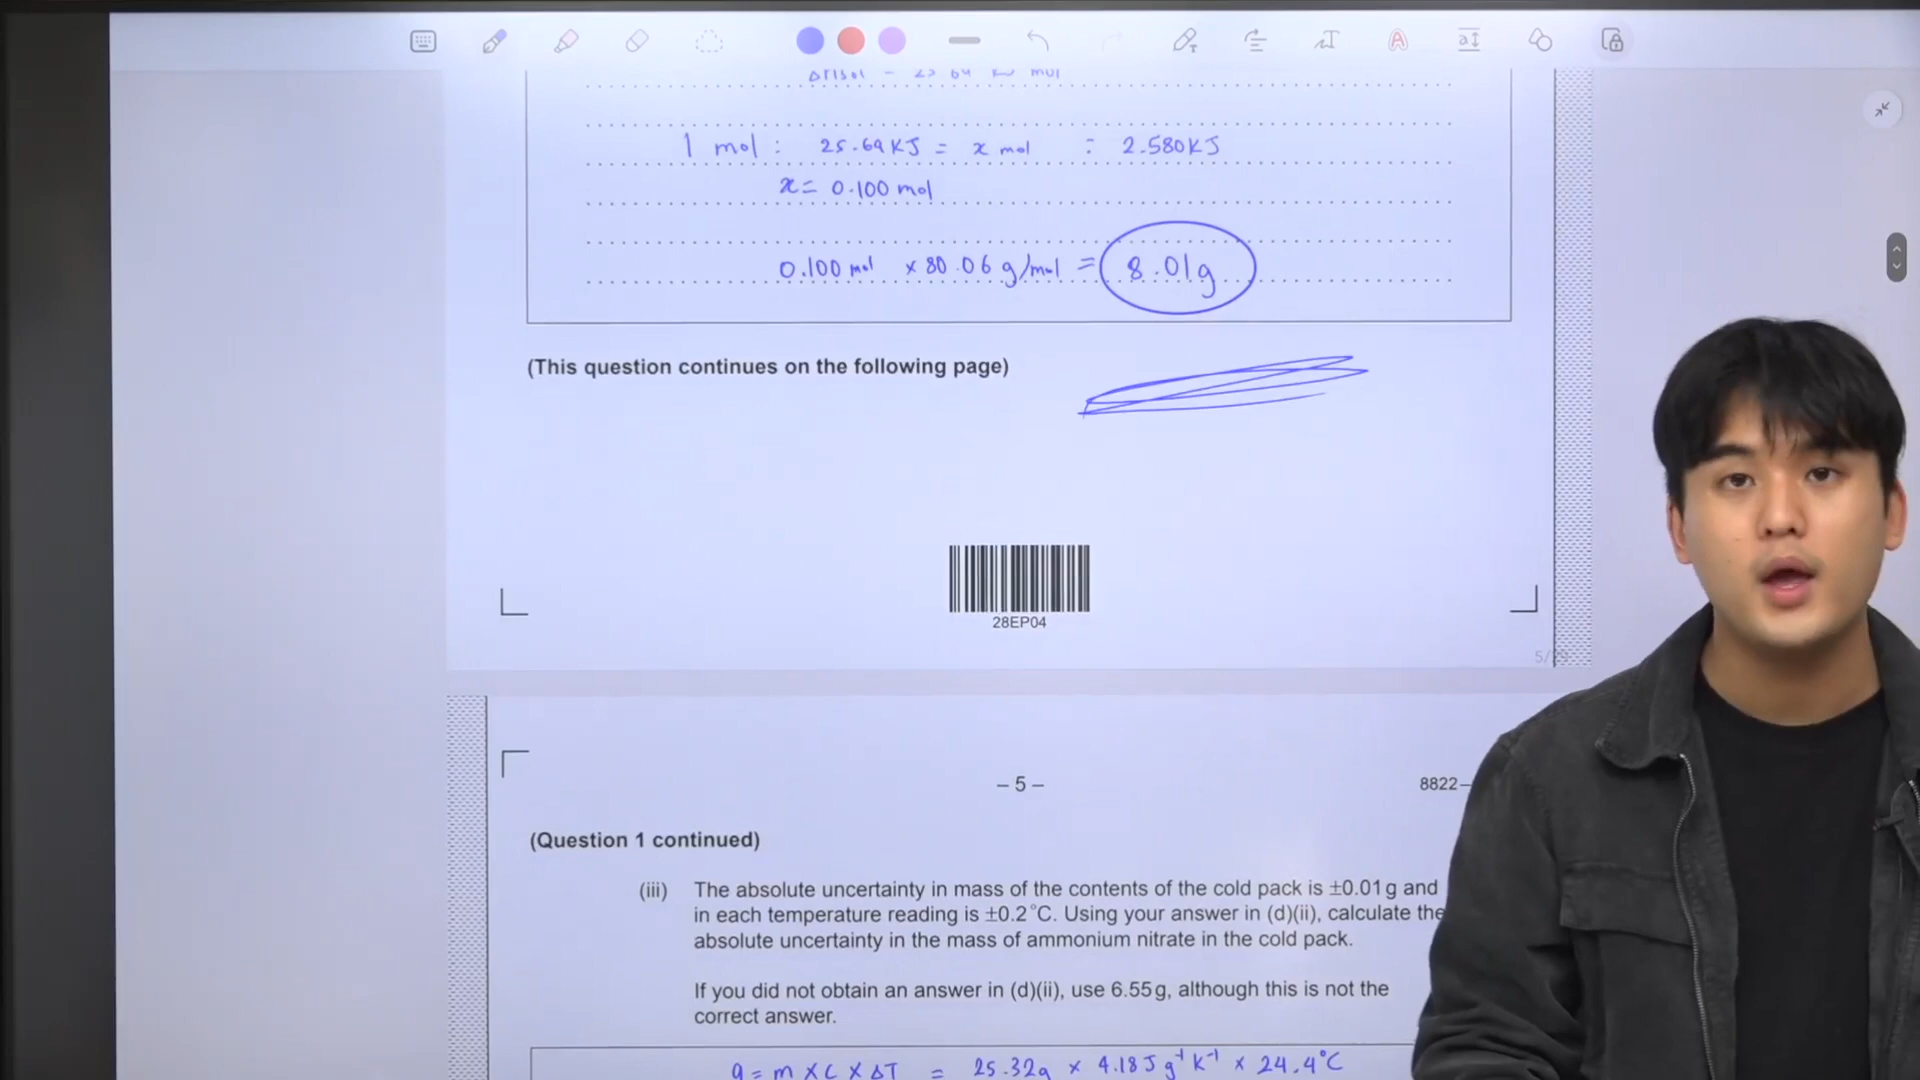 1 mol : 25.69 KJ = x mol : 2.580 KJ
x = 0.100 mol
0.100 mol × 80.06 g/mol = 8.01g
(This question continues on the following page)
28EP04
– 5 –
8822–
(Question 1 continued)
(iii) The absolute uncertainty in mass of the contents of the cold pack is ±0.01 g and
in each temperature reading is ±0.2 °C. Using your answer in (d)(ii), calculate the
absolute uncertainty in the mass of ammonium nitrate in the cold pack.
If you did not obtain an answer in (d)(ii), use 6.55 g, although this is not the
correct answer.
q = m × C × ΔT = 25.32g × 4.18 J g⁻¹ K⁻¹ × 24.4°C